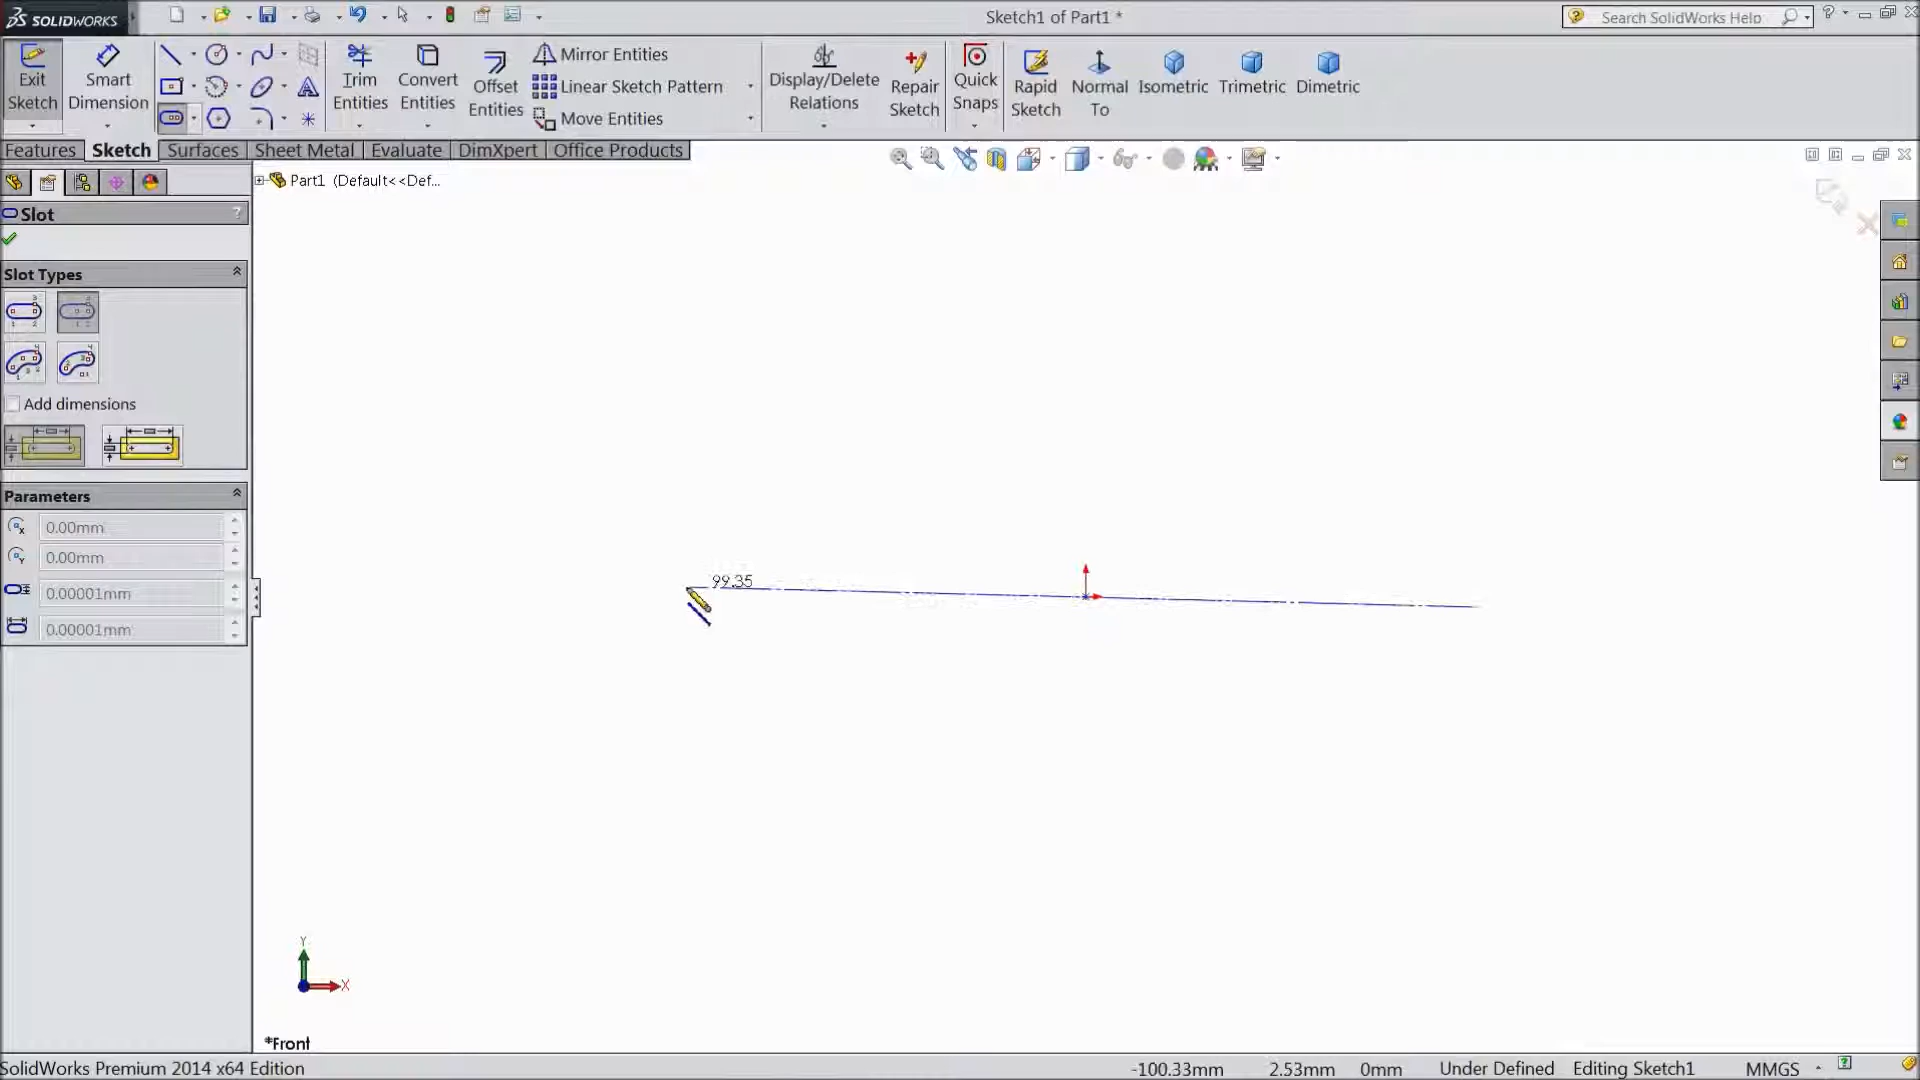 SOLIDWORKS
Sketch1 of Part1 *
Search SolidWorks Help
Exit Sketch
Smart Dimension
Trim Entities
Convert Entities
Offset Entities
Mirror Entities
Linear Sketch Pattern
Move Entities
Display/Delete Relations
Repair Sketch
Quick Snaps
Rapid Sketch
Normal To
Isometric
Trimetric
Dimetric
Features Sketch Surfaces Sheet Metal Evaluate DimXpert Office Products
Part1 (Default<<Def...
Slot ?
Slot Types
Add dimensions
Parameters
0.00mm
0.00mm
0.00001mm
0.00001mm
99.35
Y
X
*Front
SolidWorks Premium 2014 x64 Edition -100.33mm 2.53mm 0mm Under Defined Editing Sketch1 MMGS